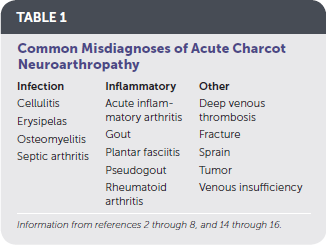 TABLE 1
Common Misdiagnoses of Acute Charcot
Neuroarthropathy
Infection
Cellulitis
Erysipelas
Osteomyelitis
Septic arthritis
Inflammatory
Acute inflam-
matory arthritis
Gout
Plantar fasciitis
Pseudogout
Rheumatoid
arthritis
Other
Deep venous
thrombosis
Fracture
Sprain
Tumor
Venous insufficiency
Information from references 2 through 8, and 14 through 16.